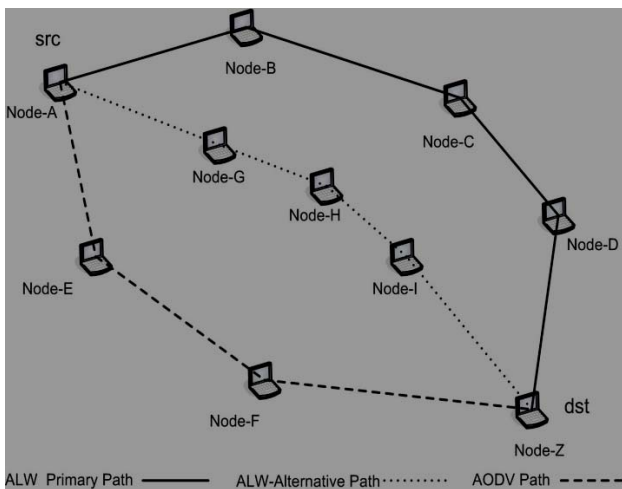 src
Node-B
Node-A
Node-C
Node-G
Node-H
Node-D
Node-E
Node-I
Node-F
dst
Node-Z
ALW Primary Path
ALW-Alternative Path
AODV Path